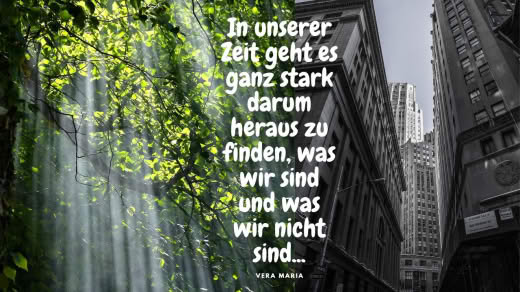 In unserer
Zeit geht es
ganz stark
darum
heraus zu
finden, was
wir sind
und was
wir nicht
sind...
VERA MARIA